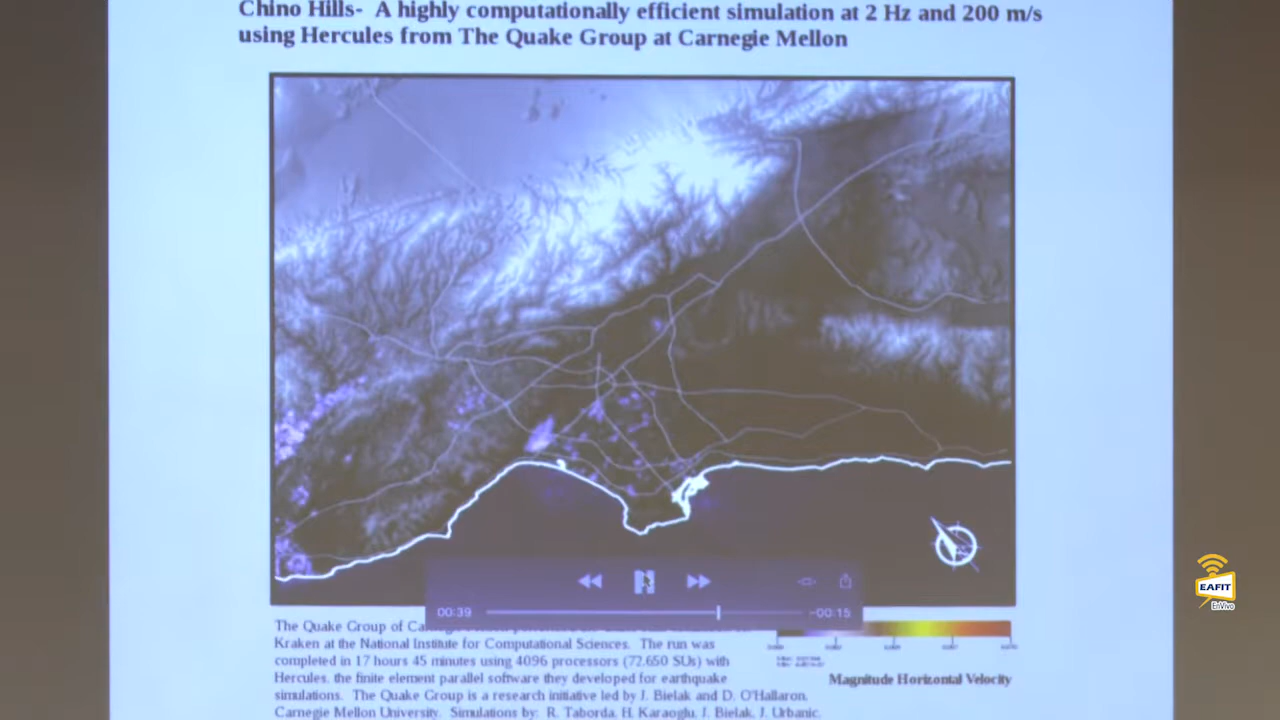 Chino Hills- A highly computationally efficient simulation at 2 Hz and 200 m/s
using Hercules from The Quake Group at Carnegie Mellon
00:39
-00:15
The Quake Group of
Kraken at the National Institute for Computational Sciences. The run was
completed in 17 hours 45 minutes using 4096 processors (72.650 SUs) with
Hercules, the finite element parallel software they developed for earthquake
simulations. The Quake Group is a research initiative led by J. Bielak and D. O'Hallaron,
Carnegie Mellon University. Simulations by: R. Taborda, H. Karaoglu, J. Bielak, J. Urbanic.
Magnitude Horizontal Velocity
EAFIT
EnVivo